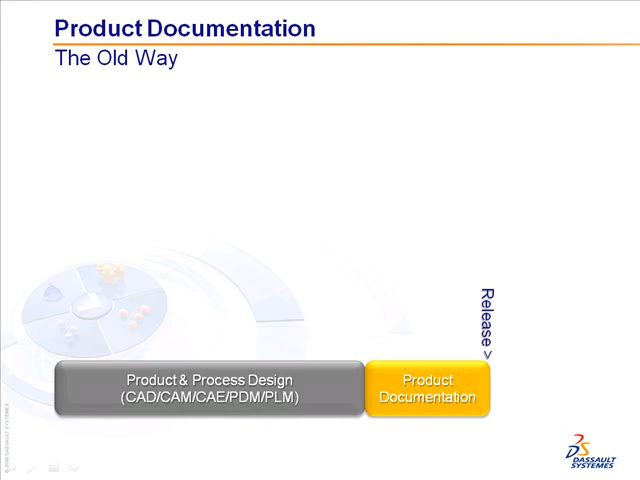 Product Documentation
The Old Way
Release >
Product & Process Design
(CAD/CAM/CAE/PDM/PLM)
Product
Documentation
DASSAULT
SYSTEMES